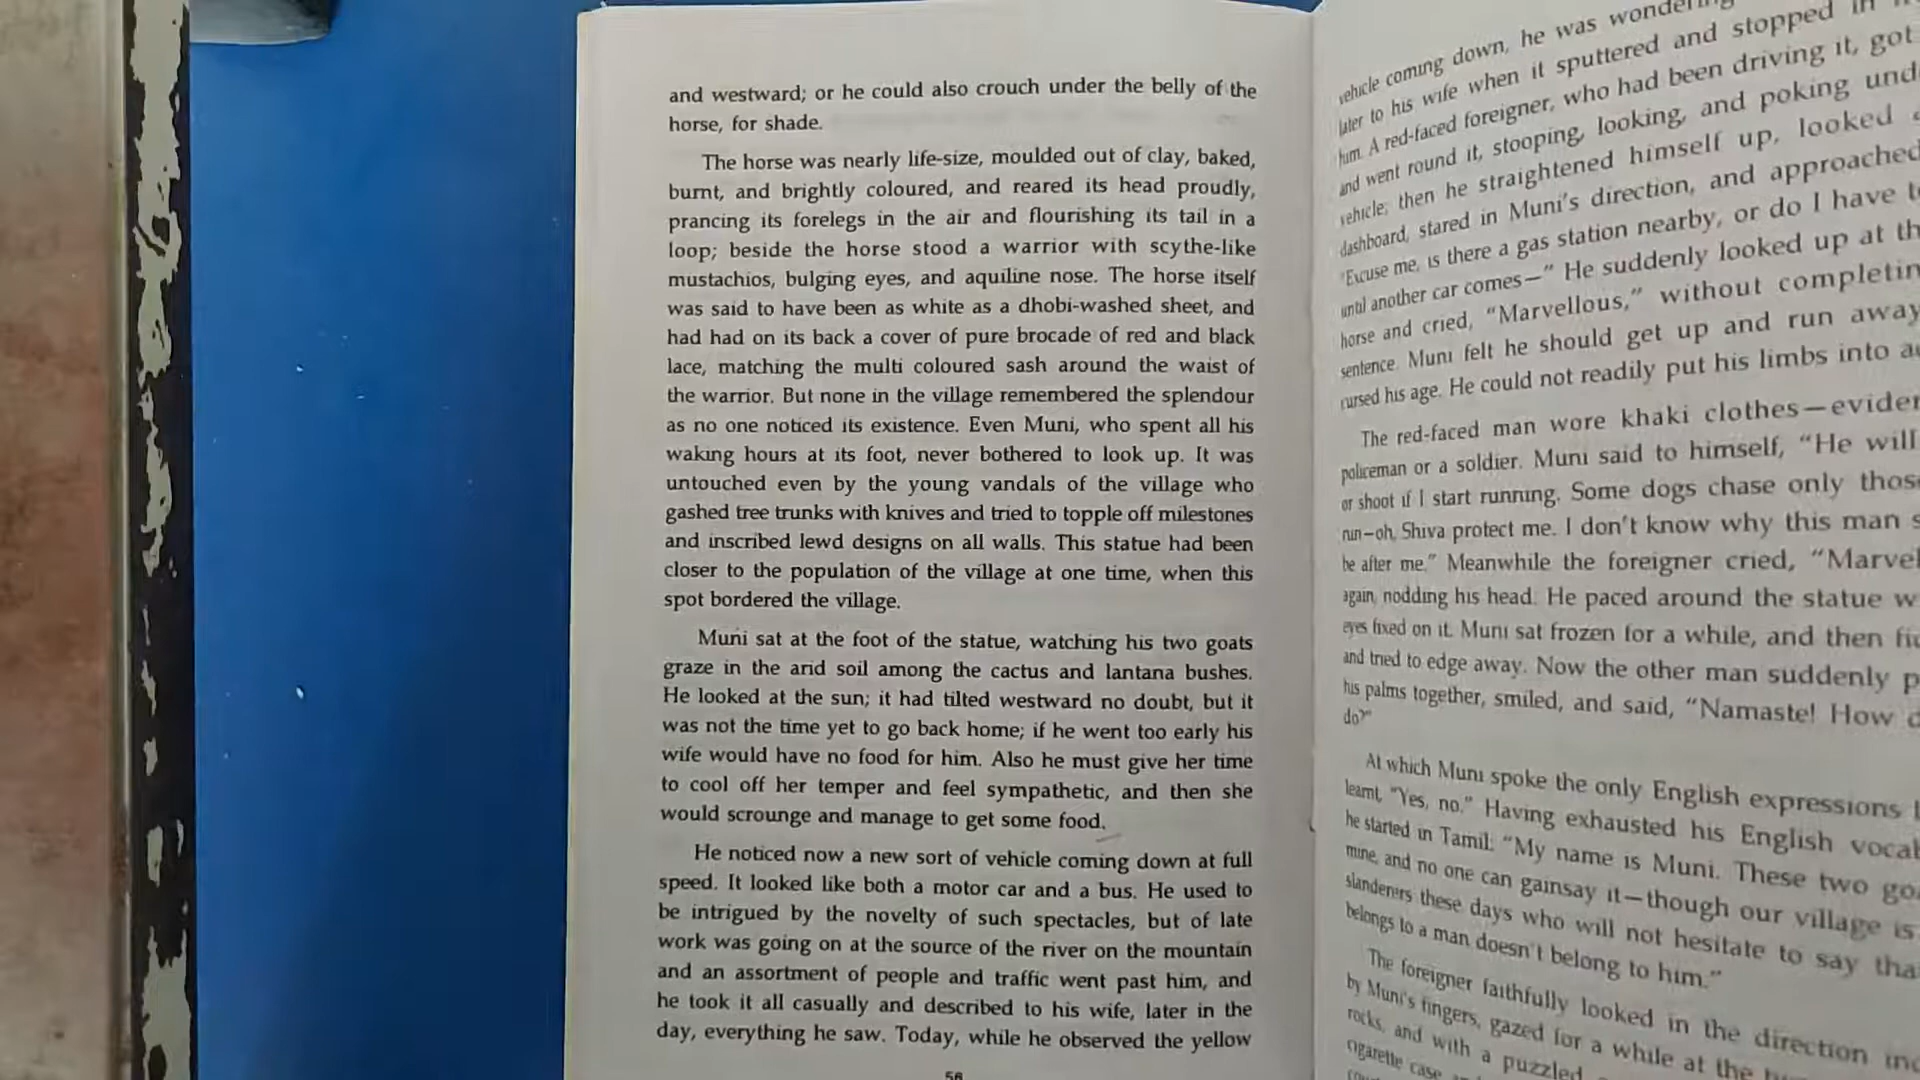 and westward; or he could also crouch under the belly of the
horse, for shade.
The horse was nearly life-size, moulded out of clay, baked,
burnt, and brightly coloured, and reared its head proudly,
prancing its forelegs in the air and flourishing its tail in a
loop; beside the horse stood a warrior with scythe-like
mustachios, bulging eyes, and aquiline nose. The horse itself
was said to have been as white as a dhobi-washed sheet, and
had had on its back a cover of pure brocade of red and black
lace, matching the multi coloured sash around the waist of
the warrior. But none in the village remembered the splendour
as no one noticed its existence. Even Muni, who spent all his
waking hours at its foot, never bothered to look up. It was
untouched even by the young vandals of the village who
gashed tree trunks with knives and tried to topple off milestones
and inscribed lewd designs on all walls. This statue had been
closer to the population of the village at one time, when this
spot bordered the village.
Muni sat at the foot of the statue, watching his two goats
graze in the arid soil among the cactus and lantana bushes.
He looked at the sun; it had tilted westward no doubt, but it
was not the time yet to go back home; if he went too early his
wife would have no food for him. Also he must give her time
to cool off her temper and feel sympathetic, and then she
would scrounge and manage to get some food.
He noticed now a new sort of vehicle coming down at full
speed. It looked like both a motor car and a bus. He used to
be intrigued by the novelty of such spectacles, but of late
work was going on at the source of the river on the mountain
and an assortment of people and traffic went past him, and
he took it all casually and described to his wife, later in the
day, everything he saw. Today, while he observed the yellow
56
vehicle coming down, he was wondering
later to his wife when it sputtered and stopped in
him. A red-faced foreigner, who had been driving it, got
and went round it, stooping, looking, and poking
vehicle; then he straightened himself up, looked
dashboard, stared in Muni's direction, and approached
"Excuse me, is there a gas station nearby, or do I have
until another car comes—" He suddenly looked up at
horse and cried, "Marvellous," without
sentence. Muni felt he should get up and run away
cursed his age. He could not readily put his limbs into
The red-faced man wore khaki clothes—
policeman or a soldier. Muni said to himself, "He will
or shoot if I start running. Some dogs chase only
run—oh, Shiva protect me. I don't know why this man
be after me." Meanwhile the foreigner cried,
again, nodding his head. He paced around the statue
eyes fixed on it. Muni sat frozen for a while, and then
and tried to edge away. Now the other man suddenly
his palms together, smiled, and said, "Namaste! How
do?"
At which Muni spoke the only English expressions
learnt, "Yes, no." Having exhausted his English
he started in Tamil: "My name is Muni. These two
mine, and no one can gainsay it—though our village is
slanderers these days who will not hesitate to say
belongs to a man doesn't belong to him."
The foreigner faithfully looked in the direction
by Muni's fingers, gazed for a while at the
rocks, and with a puzzled
cigarette case